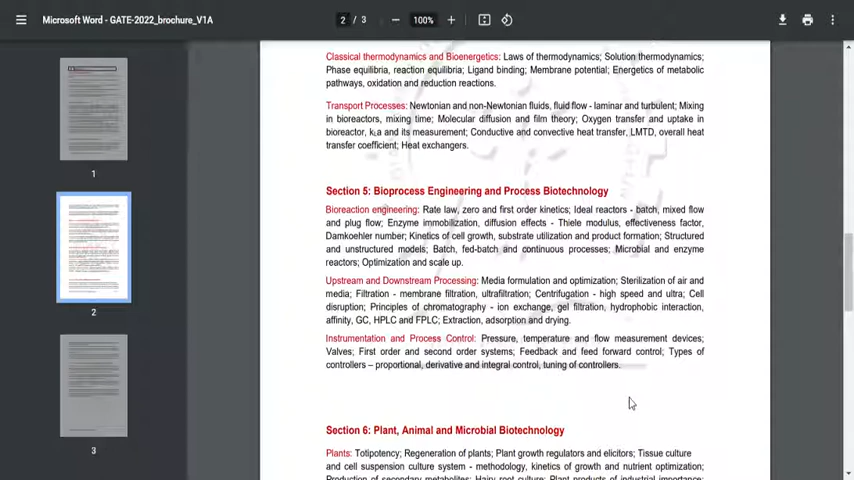 Microsoft Word - GATE-2022_brochure_V1A
2 / 3
100%
1
2
3
Classical thermodynamics and Bioenergetics: Laws of thermodynamics; Solution thermodynamics;
Phase equilibria, reaction equilibria; Ligand binding; Membrane potential; Energetics of metabolic
pathways, oxidation and reduction reactions.
Transport Processes: Newtonian and non-Newtonian fluids, fluid flow - laminar and turbulent; Mixing
in bioreactors, mixing time; Molecular diffusion and film theory; Oxygen transfer and uptake in
bioreactor, kLa and its measurement; Conductive and convective heat transfer, LMTD, overall heat
transfer coefficient; Heat exchangers.
Section 5: Bioprocess Engineering and Process Biotechnology
Bioreaction engineering: Rate law, zero and first order kinetics; Ideal reactors - batch, mixed flow
and plug flow; Enzyme immobilization, diffusion effects - Thiele modulus, effectiveness factor,
Damkoehler number; Kinetics of cell growth, substrate utilization and product formation; Structured
and unstructured models; Batch, fed-batch and continuous processes; Microbial and enzyme
reactors; Optimization and scale up.
Upstream and Downstream Processing: Media formulation and optimization; Sterilization of air and
media; Filtration - membrane filtration, ultrafiltration; Centrifugation - high speed and ultra; Cell
disruption; Principles of chromatography - ion exchange, gel filtration, hydrophobic interaction,
affinity, GC, HPLC and FPLC; Extraction, adsorption and drying.
Instrumentation and Process Control: Pressure, temperature and flow measurement devices;
Valves; First order and second order systems; Feedback and feed forward control; Types of
controllers – proportional, derivative and integral control, tuning of controllers.
Section 6: Plant, Animal and Microbial Biotechnology
Plants: Totipotency; Regeneration of plants; Plant growth regulators and elicitors; Tissue culture
and cell suspension culture system - methodology, kinetics of growth and nutrient optimization;
Production of secondary metabolites; Hairy root culture; Plant products of industrial importance;